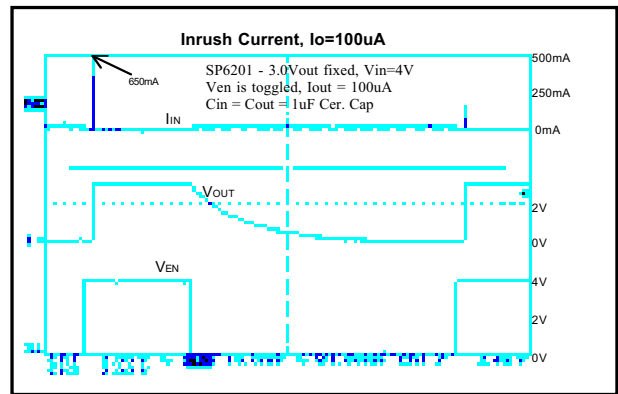 Inrush Current, Io=100uA
500mA
650mA
SP6201 - 3.0Vout fixed, Vin=4V
Ven is toggled, Iout = 100uA
Cin = Cout = 1uF Cer. Cap
250mA
IIN
0mA
VOUT
2V
0V
VEN
4V
2V
0V